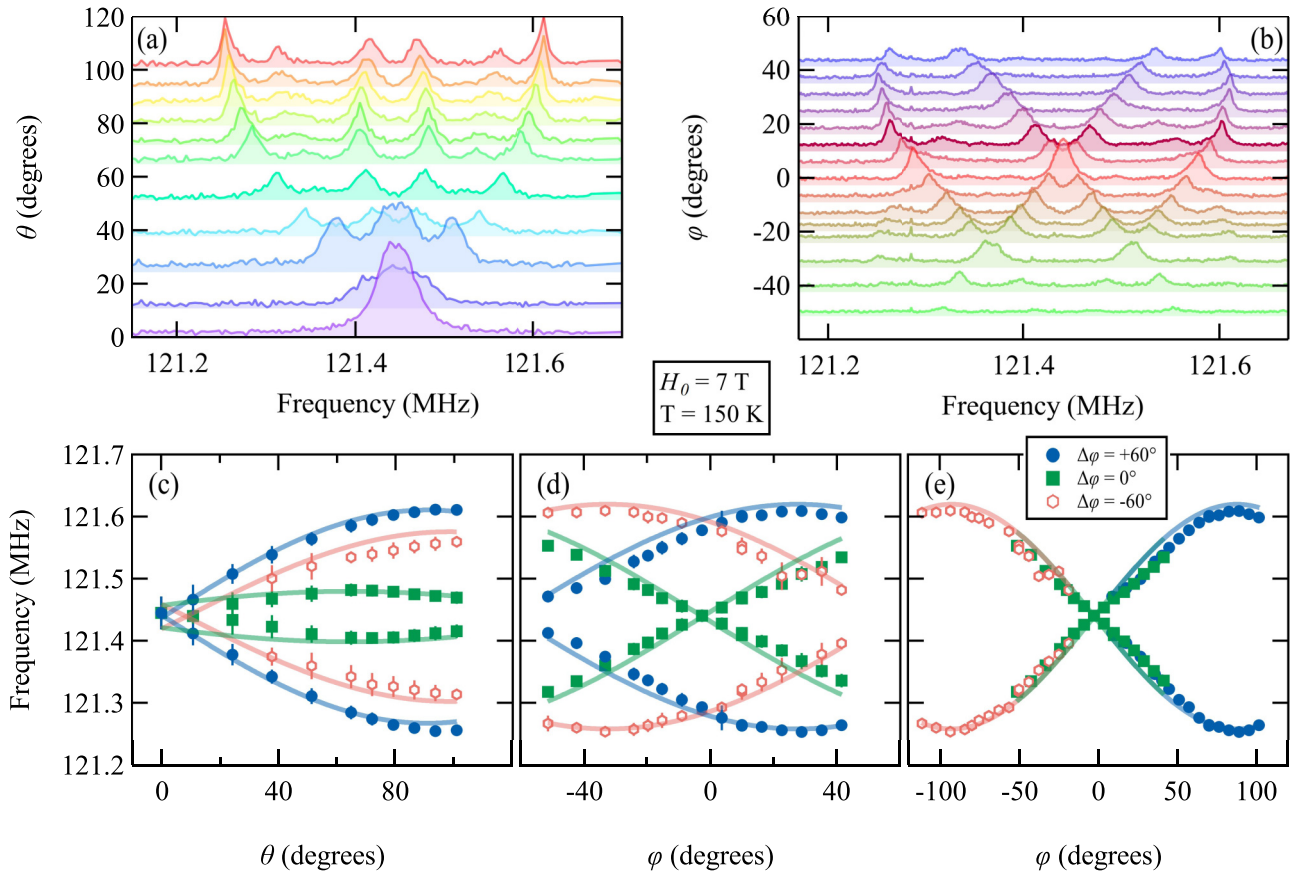 (a)
120
100
80
60
40
20
0
θ (degrees)
121.2 121.4 121.6
Frequency (MHz)
(b)
60
40
20
0
-20
-40
φ (degrees)
121.2 121.4 121.6
Frequency (MHz)
H0 = 7 T
T = 150 K
Δφ = +60°
Δφ = 0°
Δφ = -60°
(c)
121.7
121.6
121.5
121.4
121.3
121.2
Frequency (MHz)
0 40 80
θ (degrees)
(d)
-40 0 40
φ (degrees)
(e)
-100 -50 0 50 100
φ (degrees)